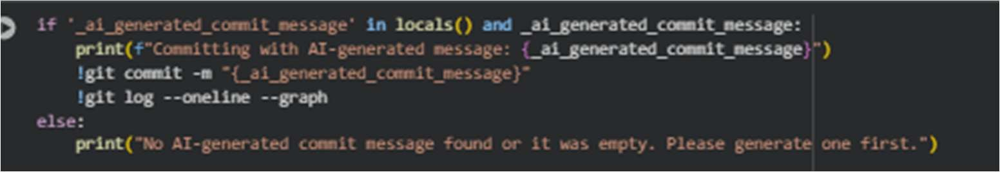 if '_ai_generated_commit_message' in locals() and _ai_generated_commit_message:
    print(f"Committing with AI-generated message: {_ai_generated_commit_message}")
    !git commit -m "{_ai_generated_commit_message}"
    !git log --oneline --graph
else:
    print("No AI-generated commit message found or it was empty. Please generate one first.")